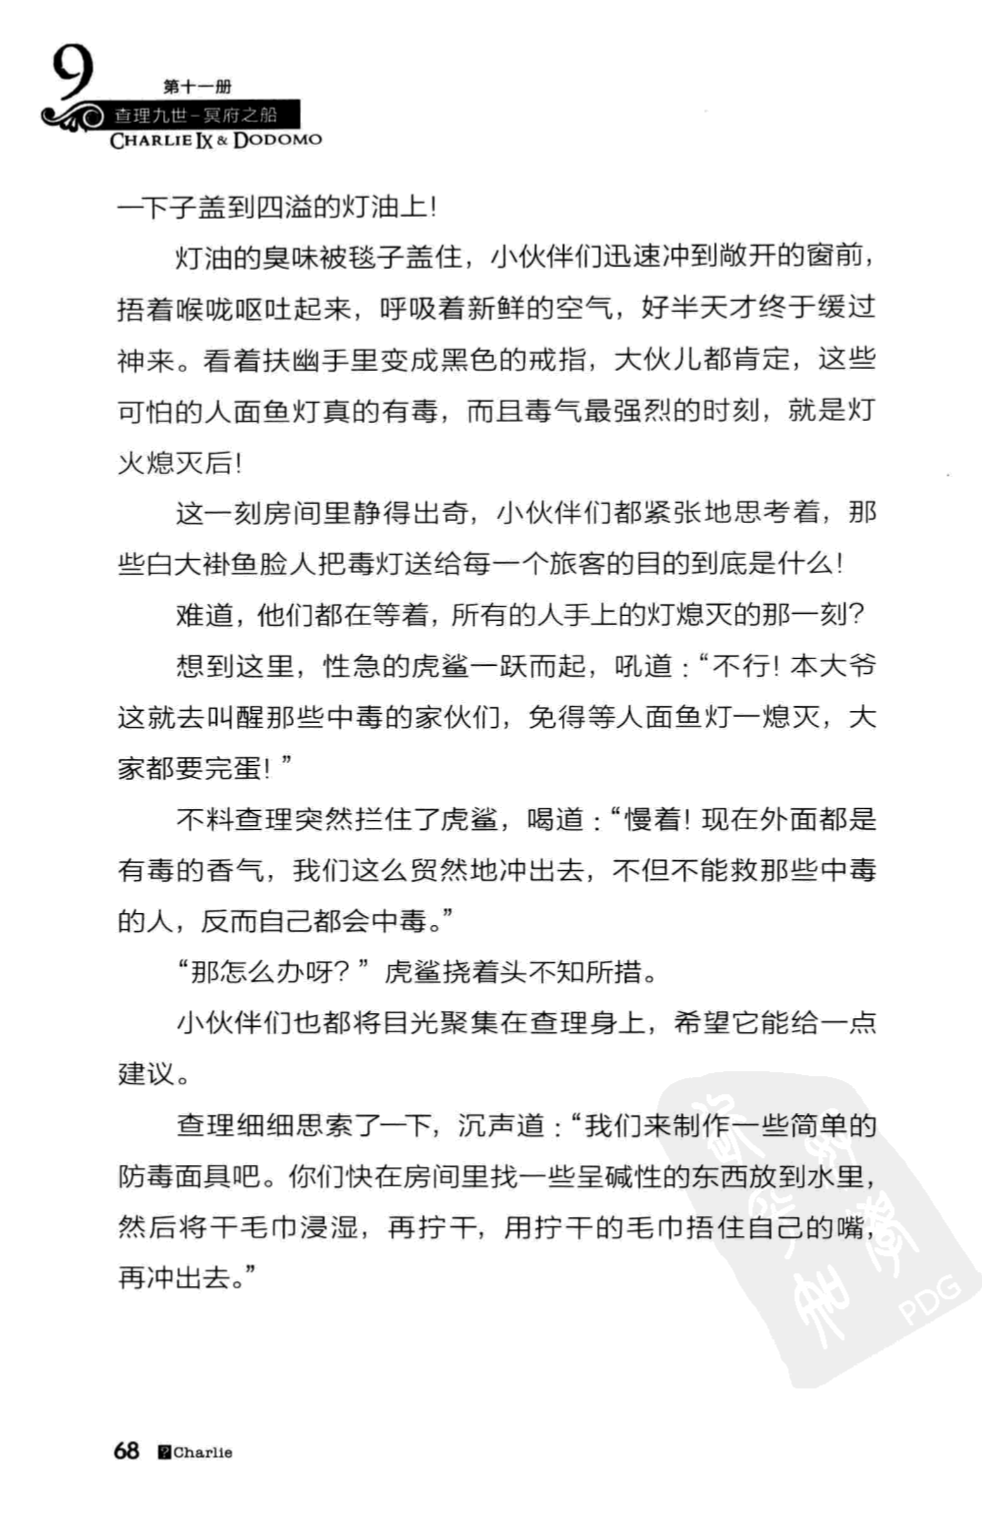 9
第十一册
查理九世-冥府之船
CHARLIE IX & DODOMO
一下子盖到四溢的灯油上！
灯油的臭味被毯子盖住，小伙伴们迅速冲到敞开的窗前，
捂着喉咙呕吐起来，呼吸着新鲜的空气，好半天才终于缓过
神来。看着扶幽手里变成黑色的戒指，大伙儿都肯定，这些
可怕的人面鱼灯真的有毒，而且毒气最强烈的时刻，就是灯
火熄灭后！
这一刻房间里静得出奇，小伙伴们都紧张地思考着，那
些白大褂鱼脸人把毒灯送给每一个旅客的目的到底是什么！
难道，他们都在等着，所有的人手上的灯熄灭的那一刻？
想到这里，性急的虎鲨一跃而起，吼道：“不行！本大爷
这就去叫醒那些中毒的家伙们，免得等人面鱼灯一熄灭，大
家都要完蛋！”
不料查理突然拦住了虎鲨，喝道：“慢着！现在外面都是
有毒的香气，我们这么贸然地冲出去，不但不能救那些中毒
的人，反而自己都会中毒。”
“那怎么办呀？”虎鲨挠着头不知所措。
小伙伴们也都将目光聚集在查理身上，希望它能给一点
建议。
查理细细思索了一下，沉声道：“我们来制作一些简单的
防毒面具吧。你们快在房间里找一些呈碱性的东西放到水里，
然后将干毛巾浸湿，再拧干，用拧干的毛巾捂住自己的嘴，
再冲出去。”
PDG
68 ?Charlie